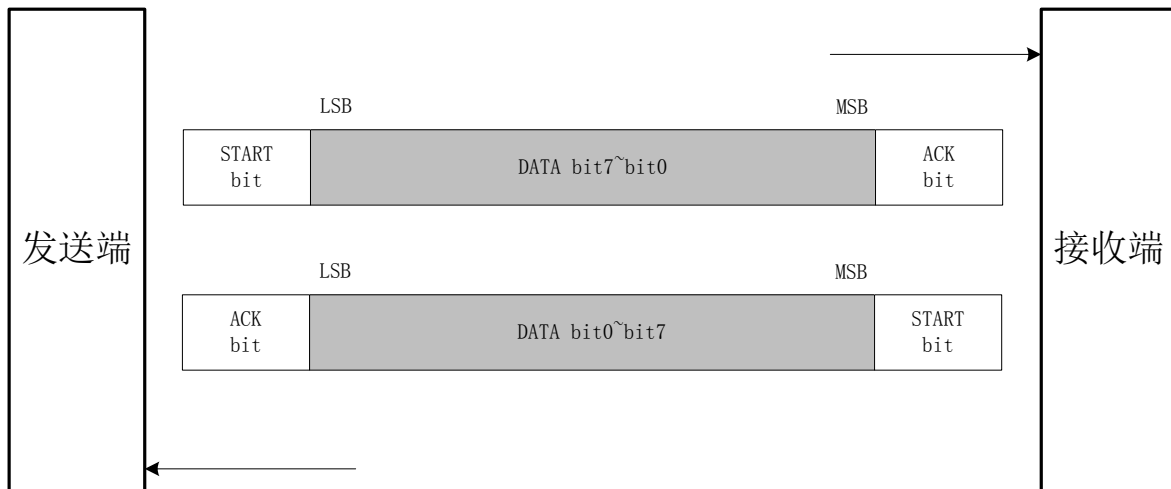 LSB
MSB
START
bit
DATA bit7~bit0
ACK
bit
发送端
接收端
LSB
MSB
ACK
bit
DATA bit0~bit7
START
bit